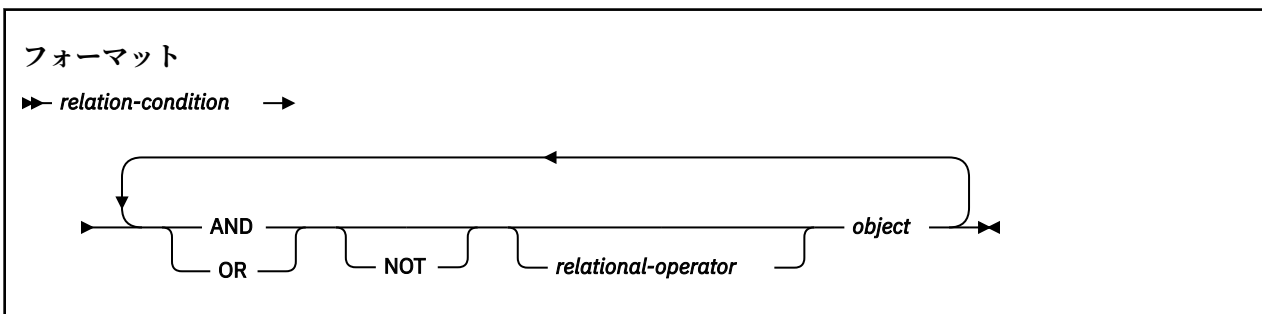 フォーマット
relation-condition
AND NOT relational-operator object
OR